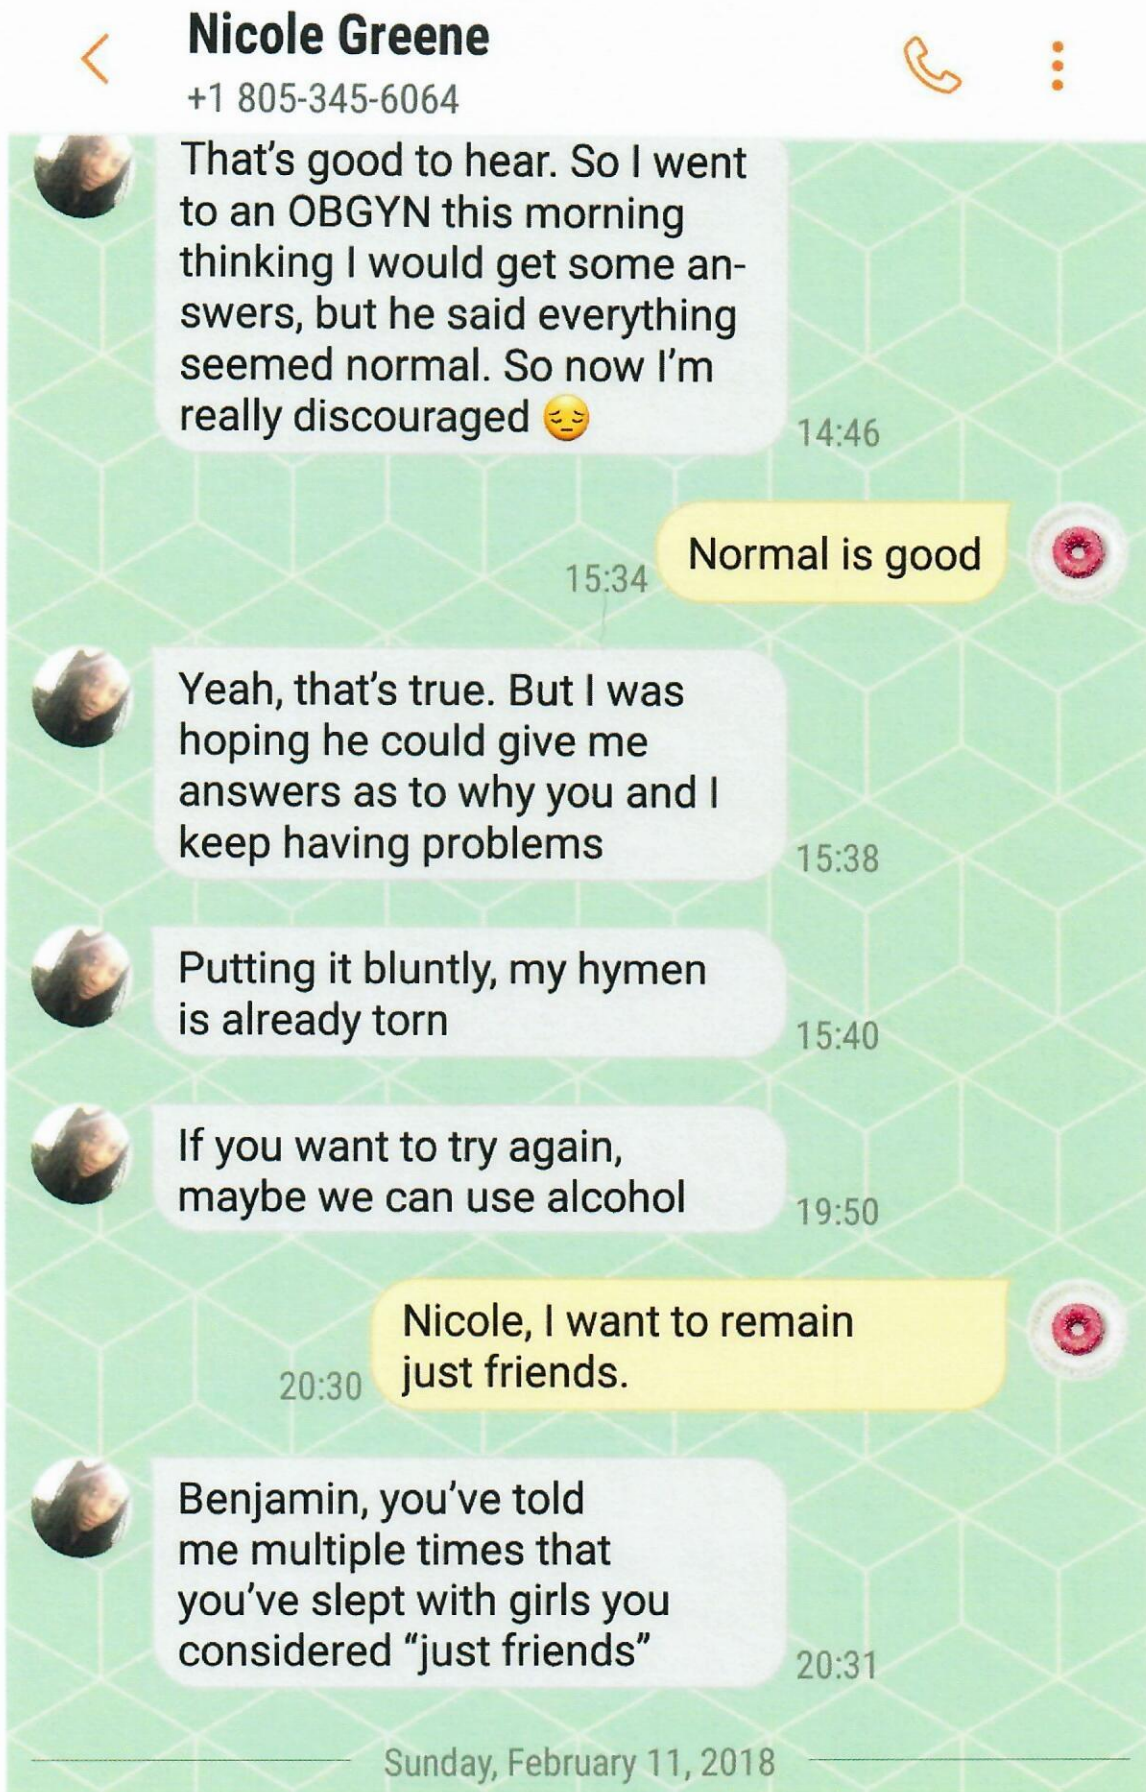 Nicole Greene
+1 805-345-6064
That's good to hear. So I went
to an OBGYN this morning
thinking I would get some an-
swers, but he said everything
seemed normal. So now I'm
really discouraged 😔
14:46
Normal is good
15:34
Yeah, that's true. But I was
hoping he could give me
answers as to why you and I
keep having problems
15:38
Putting it bluntly, my hymen
is already torn
15:40
If you want to try again,
maybe we can use alcohol
19:50
Nicole, I want to remain
just friends.
20:30
Benjamin, you've told
me multiple times that
you've slept with girls you
considered “just friends”
20:31
Sunday, February 11, 2018